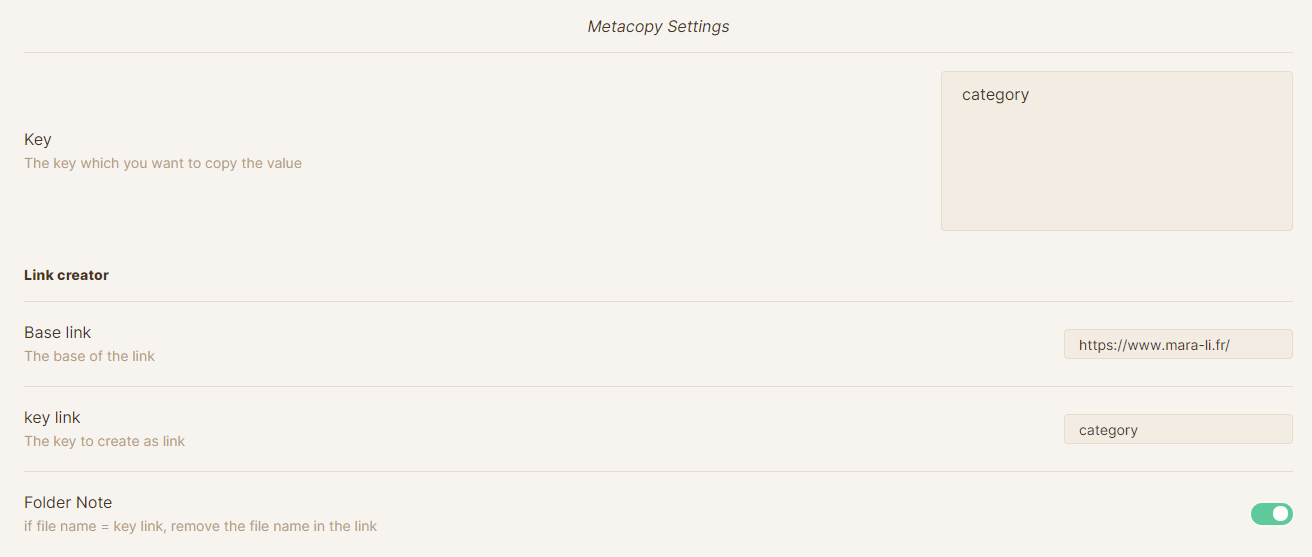 Metacopy Settings
Key
The key which you want to copy the value
category
Link creator
Base link
The base of the link
https://www.mara-li.fr/
key link
The key to create as link
category
Folder Note
if file name = key link, remove the file name in the link